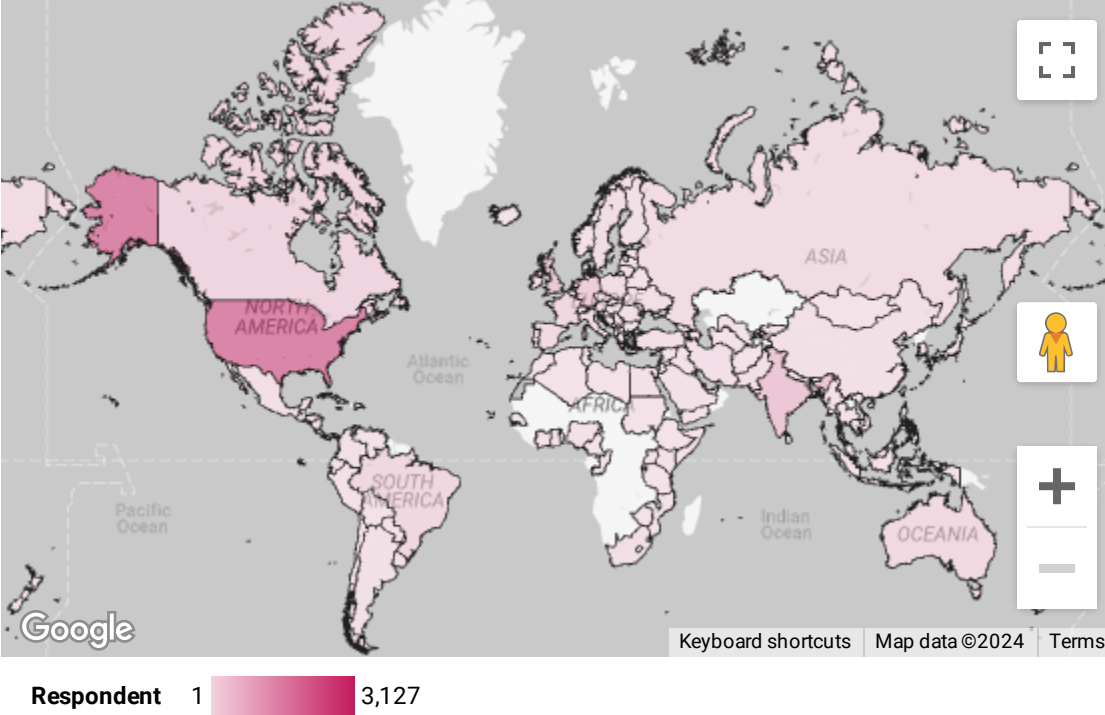 ASIA
NORTH
AMERICA
EUROPE
Atlantic
Ocean
AFRICA
SOUTH
AMERICA
Pacific
Ocean
Indian
Ocean
OCEANIA
Google
Keyboard shortcuts
Map data ©2024
Terms
Respondent 1 3,127